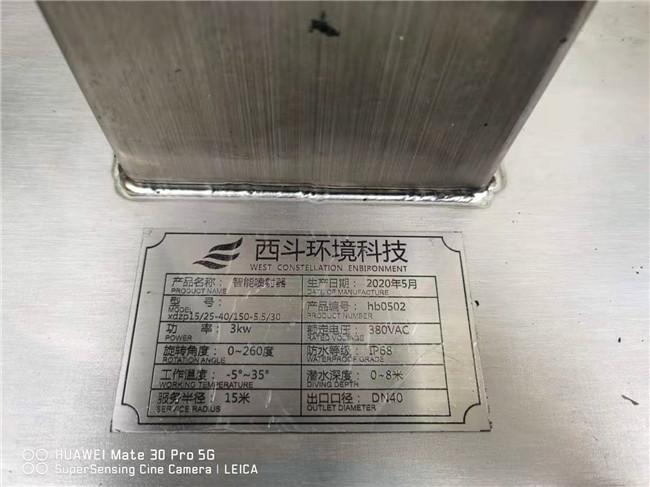 西斗环境科技
WEST CONSTELLATION ENBIPONMENT
产品名称： 智能喷射器 生产日期： 2020年5月
PRODUCT NAME DATE OF MANUFACTURE
型号： 产品编号： hb0502
MODEL PRODUCT NUMBER
xdzp15/25-40/150-5.5/30
功率： 3kw 额定电压： 380VAC
POWER RATED VOLTAGE
旋转角度： 0~260度 防水等级： IP68
ROTATION ANGLE WATERPROOF GRADE
工作温度： -5°~35° 潜水深度： 0~8米
WORKING TEMPERATURE DIVING DEPTH
服务半径： 15米 出口口径： DN40
SERVICE RADIUS OUTLET DIAMETER
HUAWEI Mate 30 Pro 5G
SuperSensing Cine Camera | LEICA